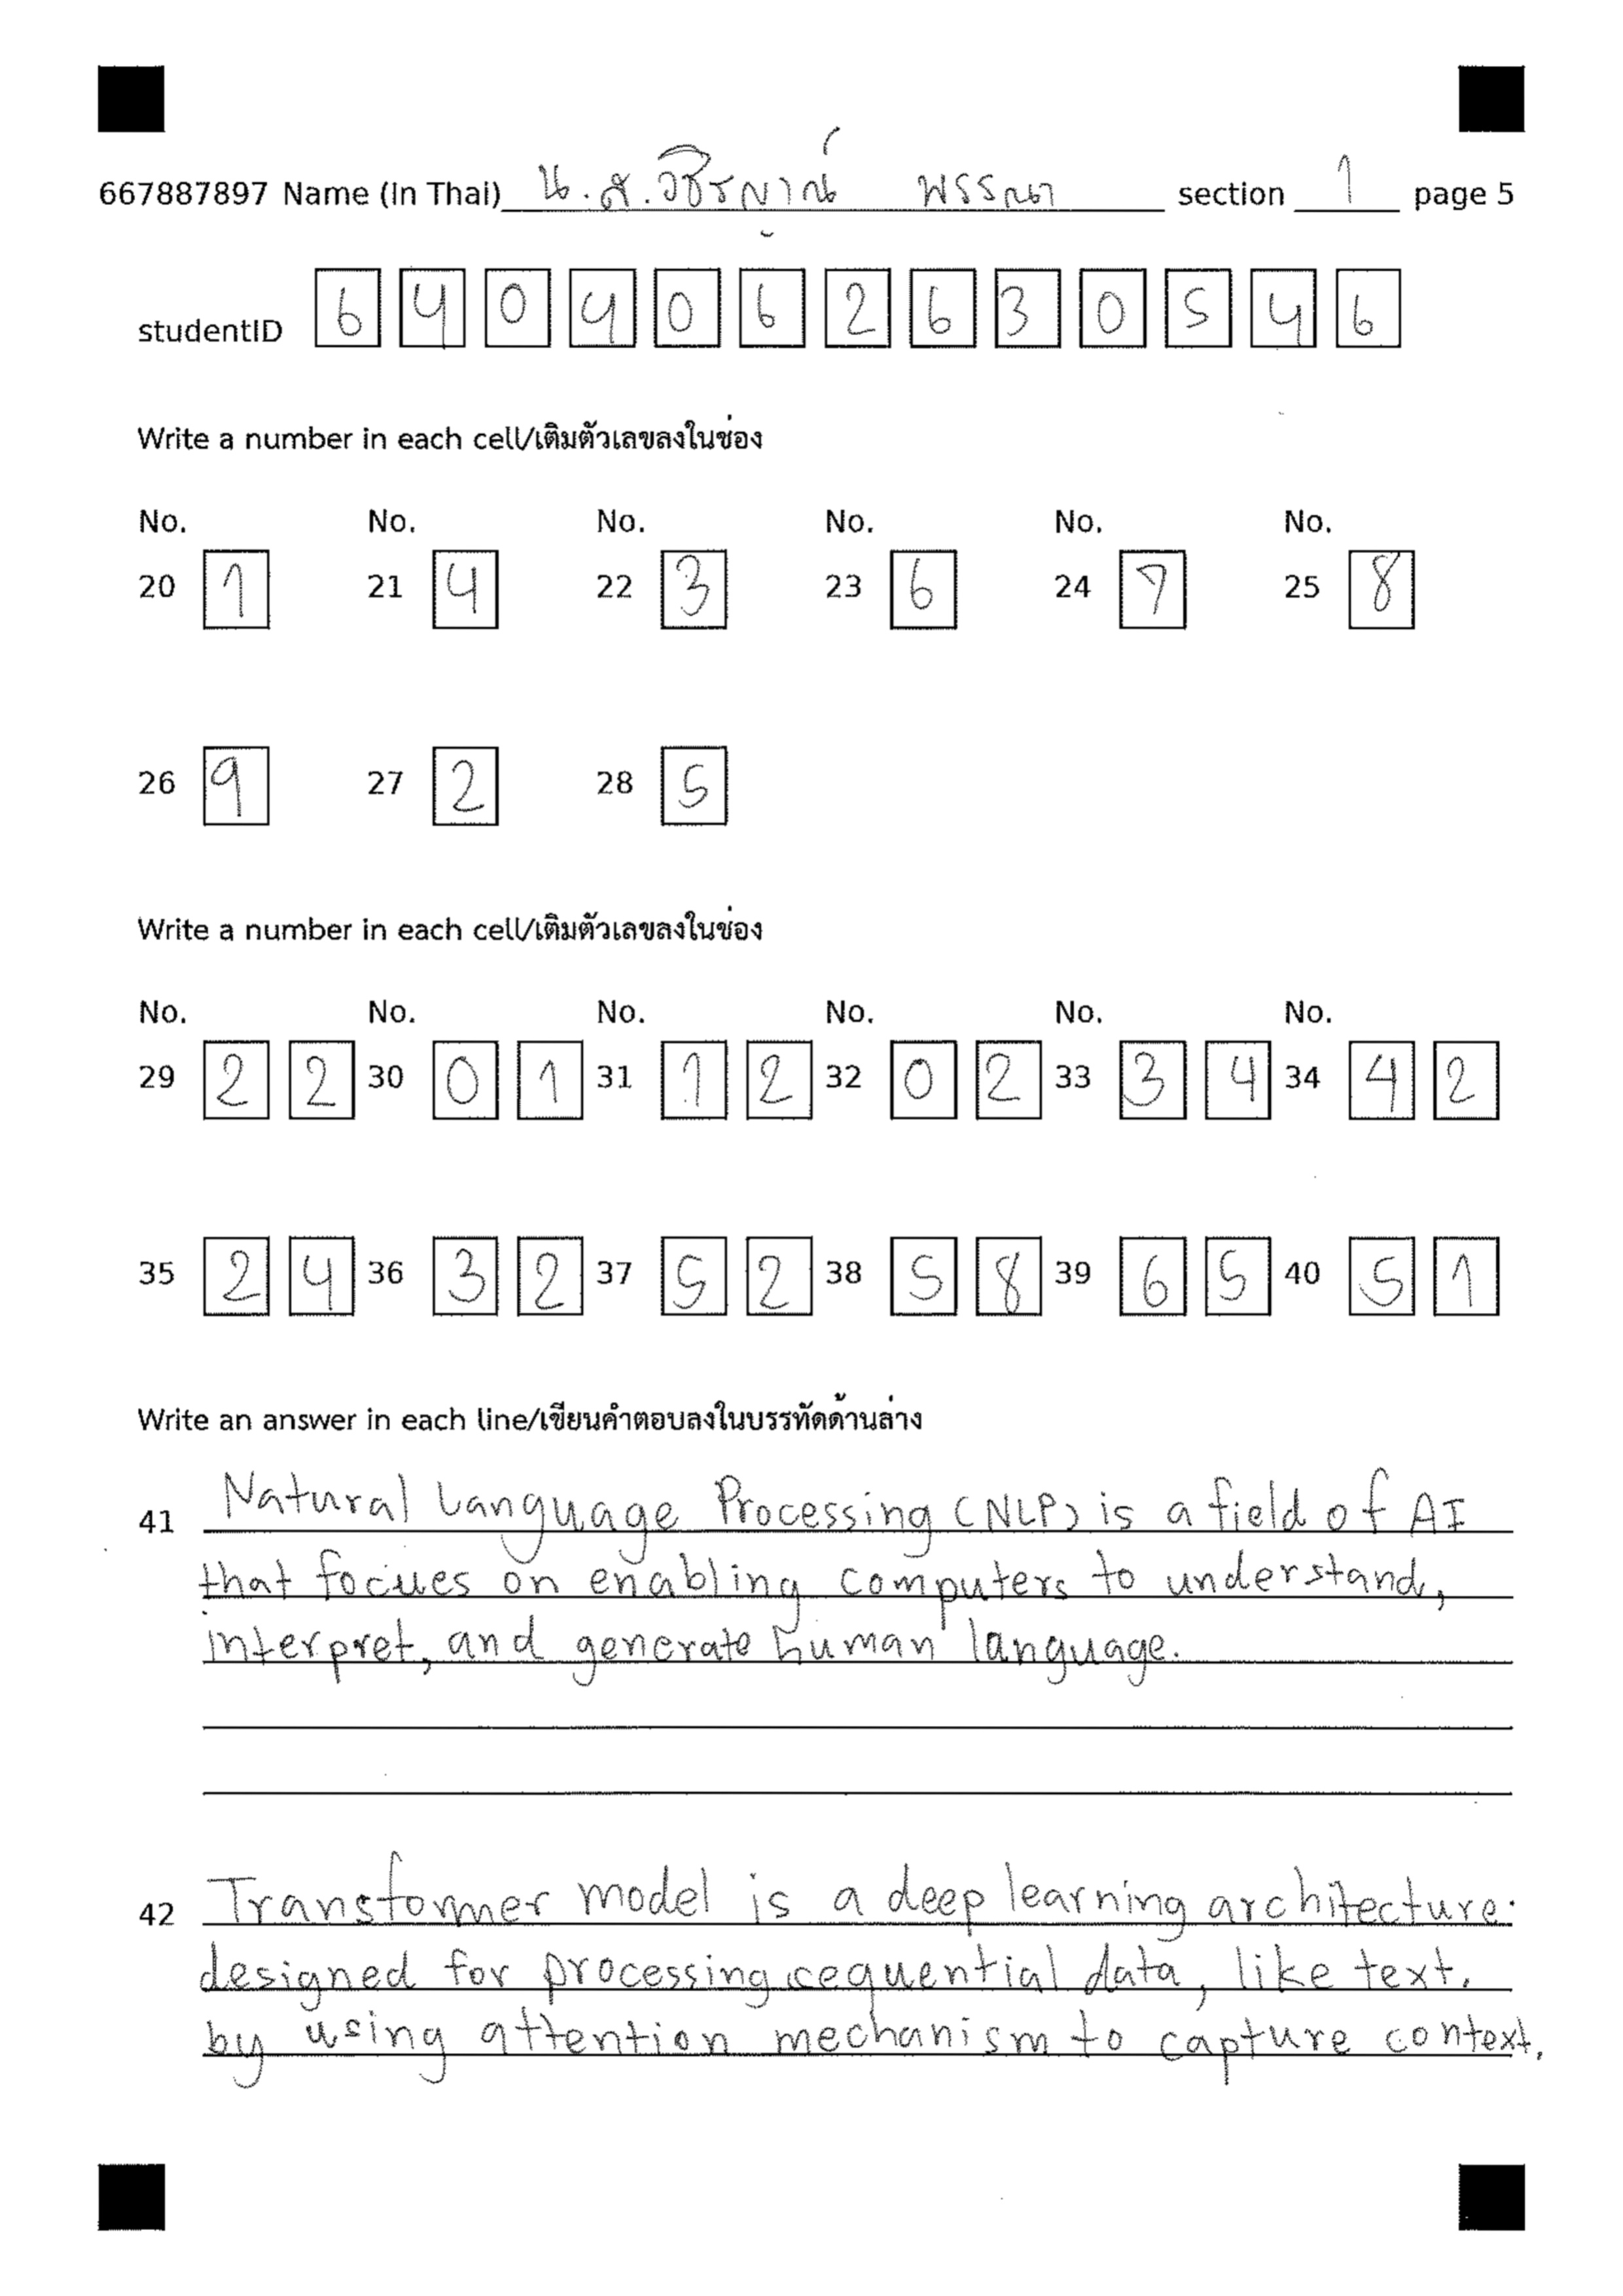 667887897 Name (in Thai) น.ส.วชิรญาณ์ พรรณา section 1 page 5
studentID 6 4 0 4 0 6 2 6 3 0 5 4 6
Write a number in each cell/เติมตัวเลขลงในช่อง
No. No. No. No. No. No.
20 1 21 4 22 3 23 6 24 7 25 8
26 9 27 2 28 5
Write a number in each cell/เติมตัวเลขลงในช่อง
No. No. No. No. No. No.
29 2 2 30 0 1 31 1 2 32 0 2 33 3 4 34 4 2
35 2 4 36 3 2 37 5 2 38 5 8 39 6 5 40 5 1
Write an answer in each line/เขียนคำตอบลงในบรรทัดด้านล่าง
41 Natural Language Processing (NLP) is a field of AI
that focues on enabling computers to understand,
interpret, and generate human language.
42 Transformer model is a deep learning architecture.
designed for processing cequential data, like text.
by using attention mechanism to capture context.